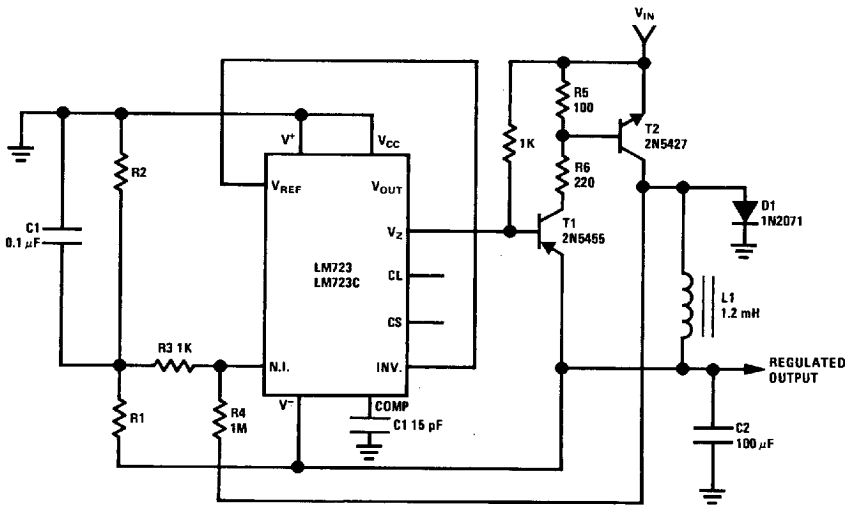 V_IN
R5
100
T2
2N5427
1K
V+
V_CC
R2
R6
220
V_REF
V_OUT
D1
1N2071
T1
2N5455
C1
0.1 µF
V_Z
LM723
LM723C
CL
L1
1.2 mH
CS
R3 1K
N.I.
INV.
REGULATED
OUTPUT
R1
R4
1M
V−
COMP
C1 15 pF
C2
100 µF